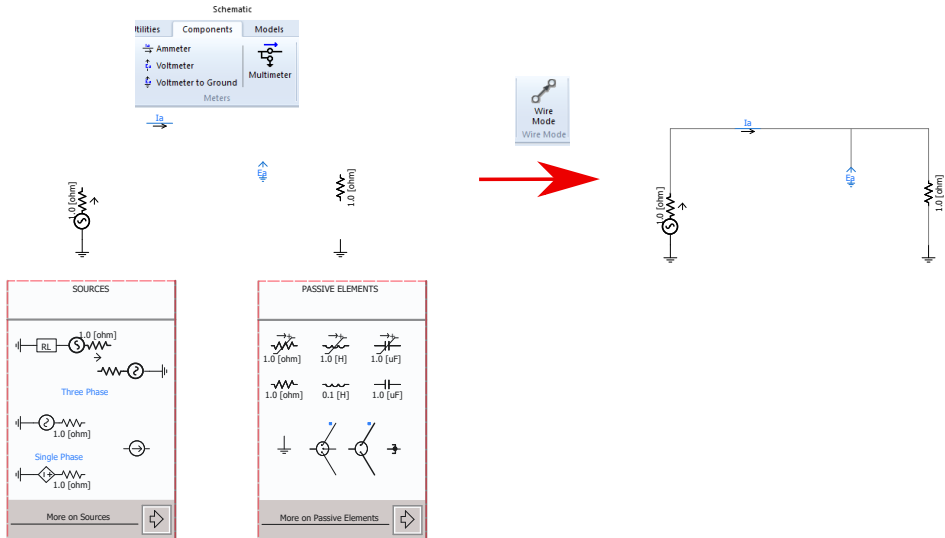 Schematic
Utilities
Components
Models
Ammeter
Voltmeter
Voltmeter to Ground
Multimeter
Meters
Ia
Ea
1.0 [ohm]
1.0 [ohm]
Wire
Mode
Wire Mode
Ia
Ea
1.0 [ohm]
1.0 [ohm]
SOURCES
1.0 [ohm]
RL
Three Phase
1.0 [ohm]
Single Phase
1.0 [ohm]
More on Sources
PASSIVE ELEMENTS
1.0 [ohm]
1.0 [H]
1.0 [uF]
1.0 [ohm]
0.1 [H]
1.0 [uF]
3
More on Passive Elements